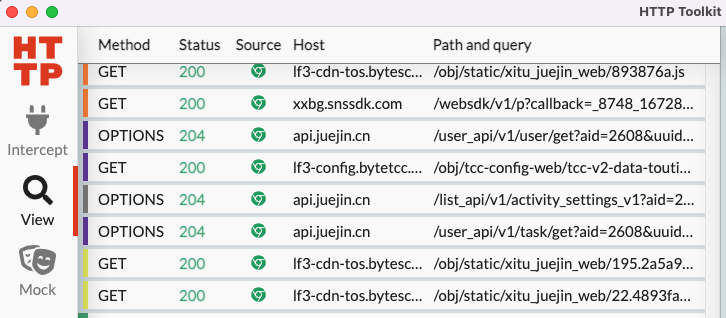 HTTP Toolkit
HT
TP
Intercept
View
Mock
Method Status Source Host Path and query
GET 200 lf3-cdn-tos.bytesc... /obj/static/xitu_juejin_web/893876a.js
GET 200 xxbg.snssdk.com /websdk/v1/p?callback=_8748_16728...
OPTIONS 204 api.juejin.cn /user_api/v1/user/get?aid=2608&uuid...
GET 200 lf3-config.bytetcc.... /obj/tcc-config-web/tcc-v2-data-touti...
OPTIONS 204 api.juejin.cn /list_api/v1/activity_settings_v1?aid=2...
OPTIONS 204 api.juejin.cn /user_api/v1/task/get?aid=2608&uuid...
GET 200 lf3-cdn-tos.bytesc... /obj/static/xitu_juejin_web/195.2a5a9...
GET 200 lf3-cdn-tos.bytesc... /obj/static/xitu_juejin_web/22.4893fa...